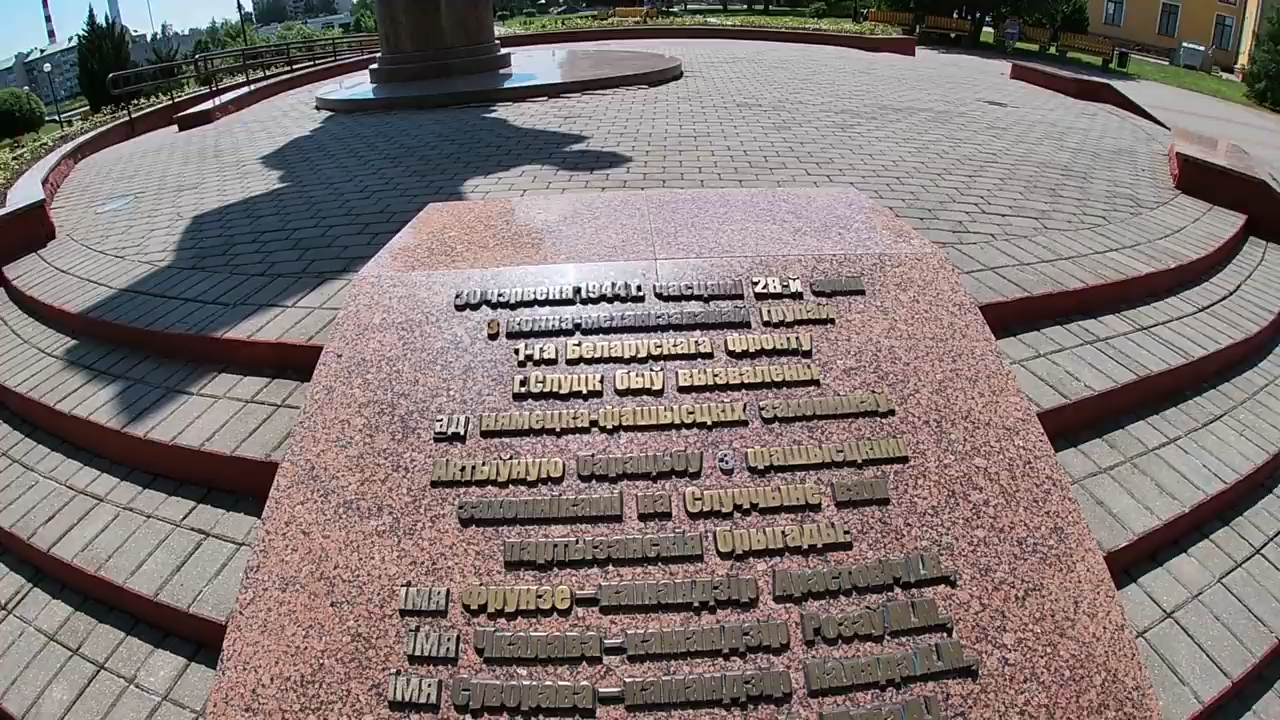 30 чэрвеня 1944 г. часцямі 28-й арміі
з конна-механізаванай групай
1-га Беларускага фронту
г. Слуцк быў вызвалены
ад нямецка-фашысцкіх захопнікаў.
Актыўную барацьбу з фашысцкімі
захопнікамі на Случчыне вялі
партызанскія брыгады:
імя Фрунзе – камандзір Арастовіч І.В.
імя Чкалава – камандзір Розаў М.М.,
імя Суворава – камандзір Каляда А.М.,